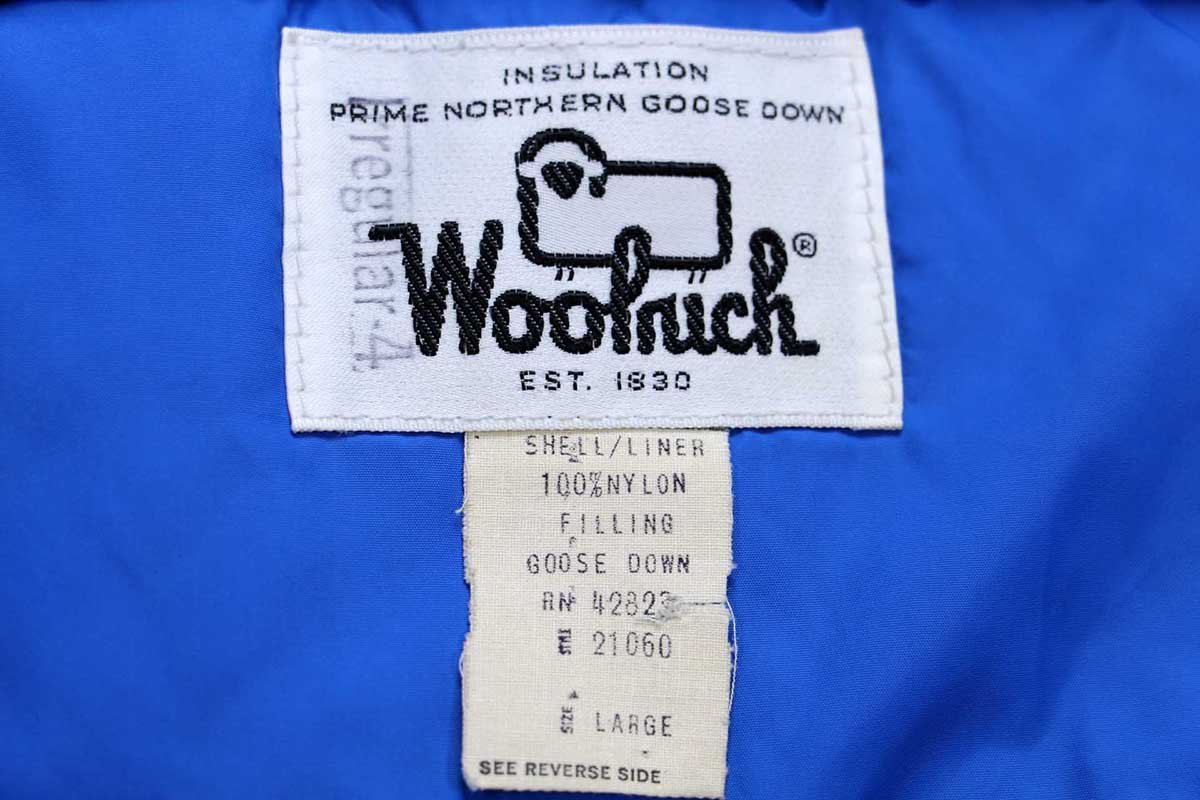 INSULATION
PRIME NORTHERN GOOSE DOWN
Woolrich®
EST. 1830
Irregular 4
SHELL/LINER
100%NYLON
FILLING
GOOSE DOWN
RN 42823
STYLE 21060
SIZE LARGE
SEE REVERSE SIDE